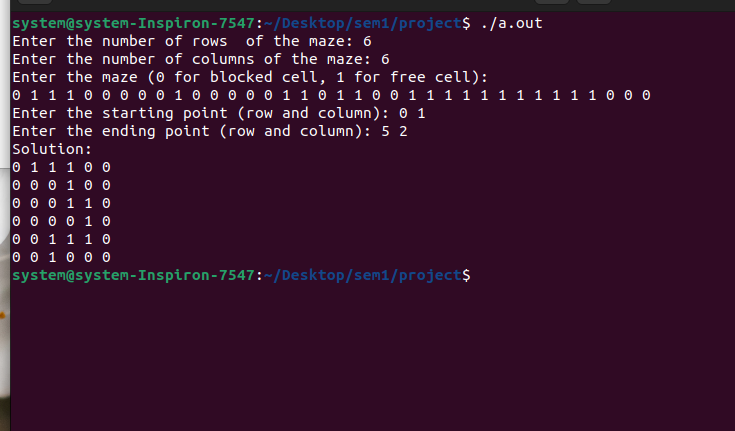 system@system-Inspiron-7547:~/Desktop/sem1/project$ ./a.out
Enter the number of rows  of the maze: 6
Enter the number of columns of the maze: 6
Enter the maze (0 for blocked cell, 1 for free cell):
0 1 1 1 0 0 0 0 0 1 0 0 0 0 0 1 1 0 1 1 0 0 1 1 1 1 1 1 1 1 1 1 1 0 0 0
Enter the starting point (row and column): 0 1
Enter the ending point (row and column): 5 2
Solution:
0 1 1 1 0 0
0 0 0 1 0 0
0 0 0 1 1 0
0 0 0 0 1 0
0 0 1 1 1 0
0 0 1 0 0 0
system@system-Inspiron-7547:~/Desktop/sem1/project$